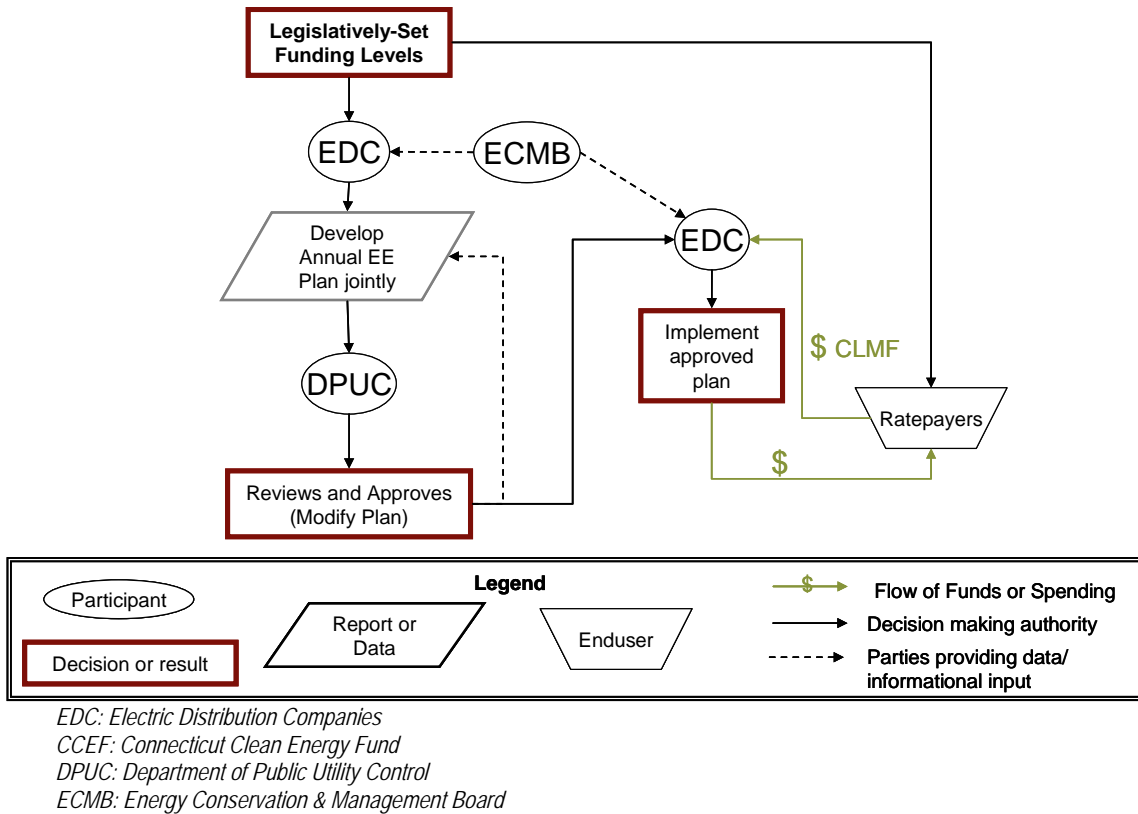 Legislatively-Set
Funding Levels
EDC
ECMB
Develop
Annual EE
Plan jointly
EDC
DPUC
Implement
approved
plan
$ CLMF
Ratepayers
$
Reviews and Approves
(Modify Plan)
Legend
Participant
Decision or result
Report or
Data
Enduser
$
Flow of Funds or Spending
Decision making authority
Parties providing data/
informational input
EDC: Electric Distribution Companies
CCEF: Connecticut Clean Energy Fund
DPUC: Department of Public Utility Control
ECMB: Energy Conservation & Management Board